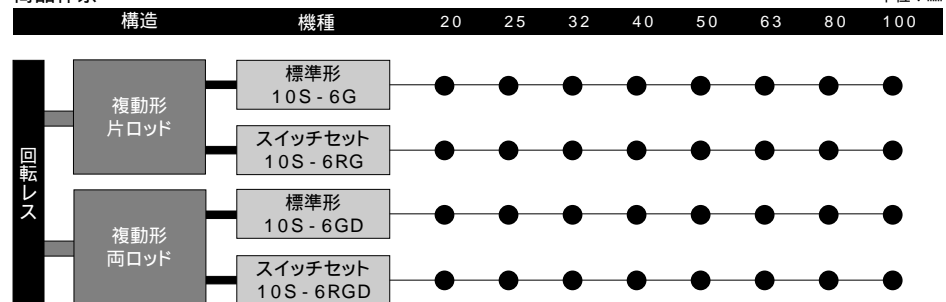 構造 機種 20 25 32 40 50 63 80 100
回転レス
複動形
片ロッド
標準形
10S-6G
スイッチセット
10S-6RG
複動形
両ロッド
標準形
10S-6GD
スイッチセット
10S-6RGD